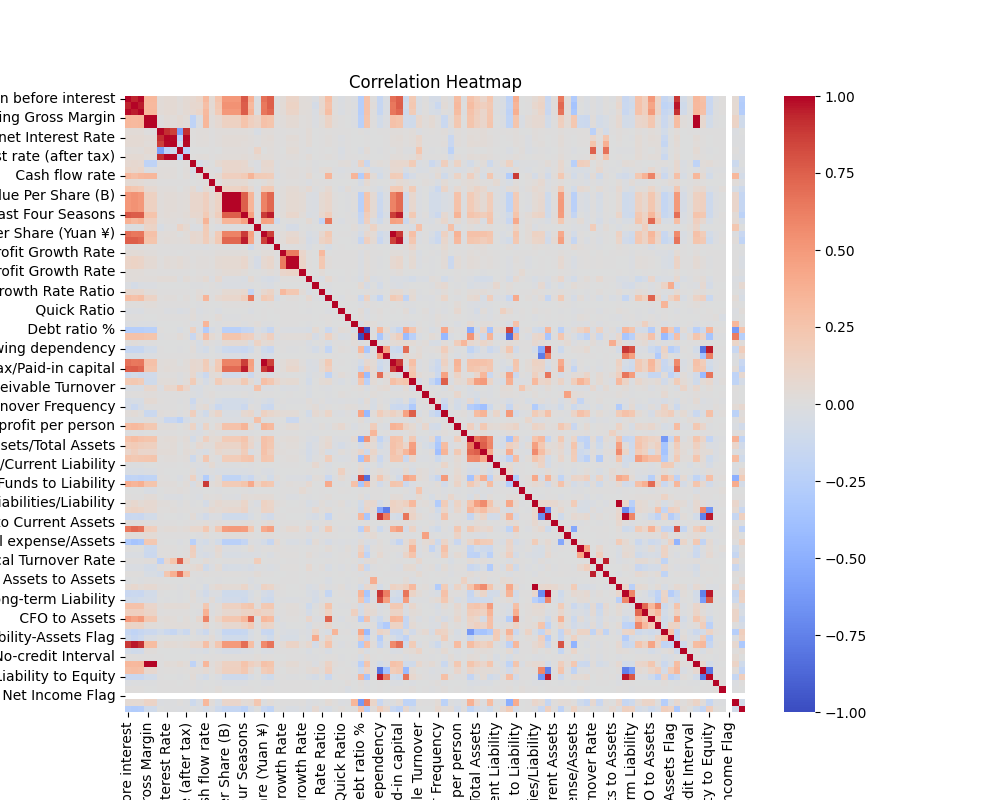 Correlation Heatmap
n before interest
ing Gross Margin
net Interest Rate
st rate (after tax)
Cash flow rate
lue Per Share (B)
ast Four Seasons
er Share (Yuan ¥)
rofit Growth Rate
rofit Growth Rate
rowth Rate Ratio
Quick Ratio
Debt ratio %
wing dependency
ax/Paid-in capital
eivable Turnover
nover Frequency
profit per person
ssets/Total Assets
/Current Liability
Funds to Liability
iabilities/Liability
to Current Assets
l expense/Assets
cal Turnover Rate
Assets to Assets
ong-term Liability
CFO to Assets
bility-Assets Flag
No-credit Interval
Liability to Equity
Net Income Flag
ore interest
ross Margin
terest Rate
(after tax)
sh flow rate
r Share (B)
ur Seasons
re (Yuan ¥)
rowth Rate
rowth Rate
Rate Ratio
Quick Ratio
ebt ratio %
ependency
d-in capital
le Turnover
Frequency
per person
Total Assets
ent Liability
to Liability
ies/Liability
rent Assets
ense/Assets
rnover Rate
s to Assets
rm Liability
O to Assets
Assets Flag
dit Interval
y to Equity
ncome Flag
1.00
0.75
0.50
0.25
0.00
−0.25
−0.50
−0.75
−1.00